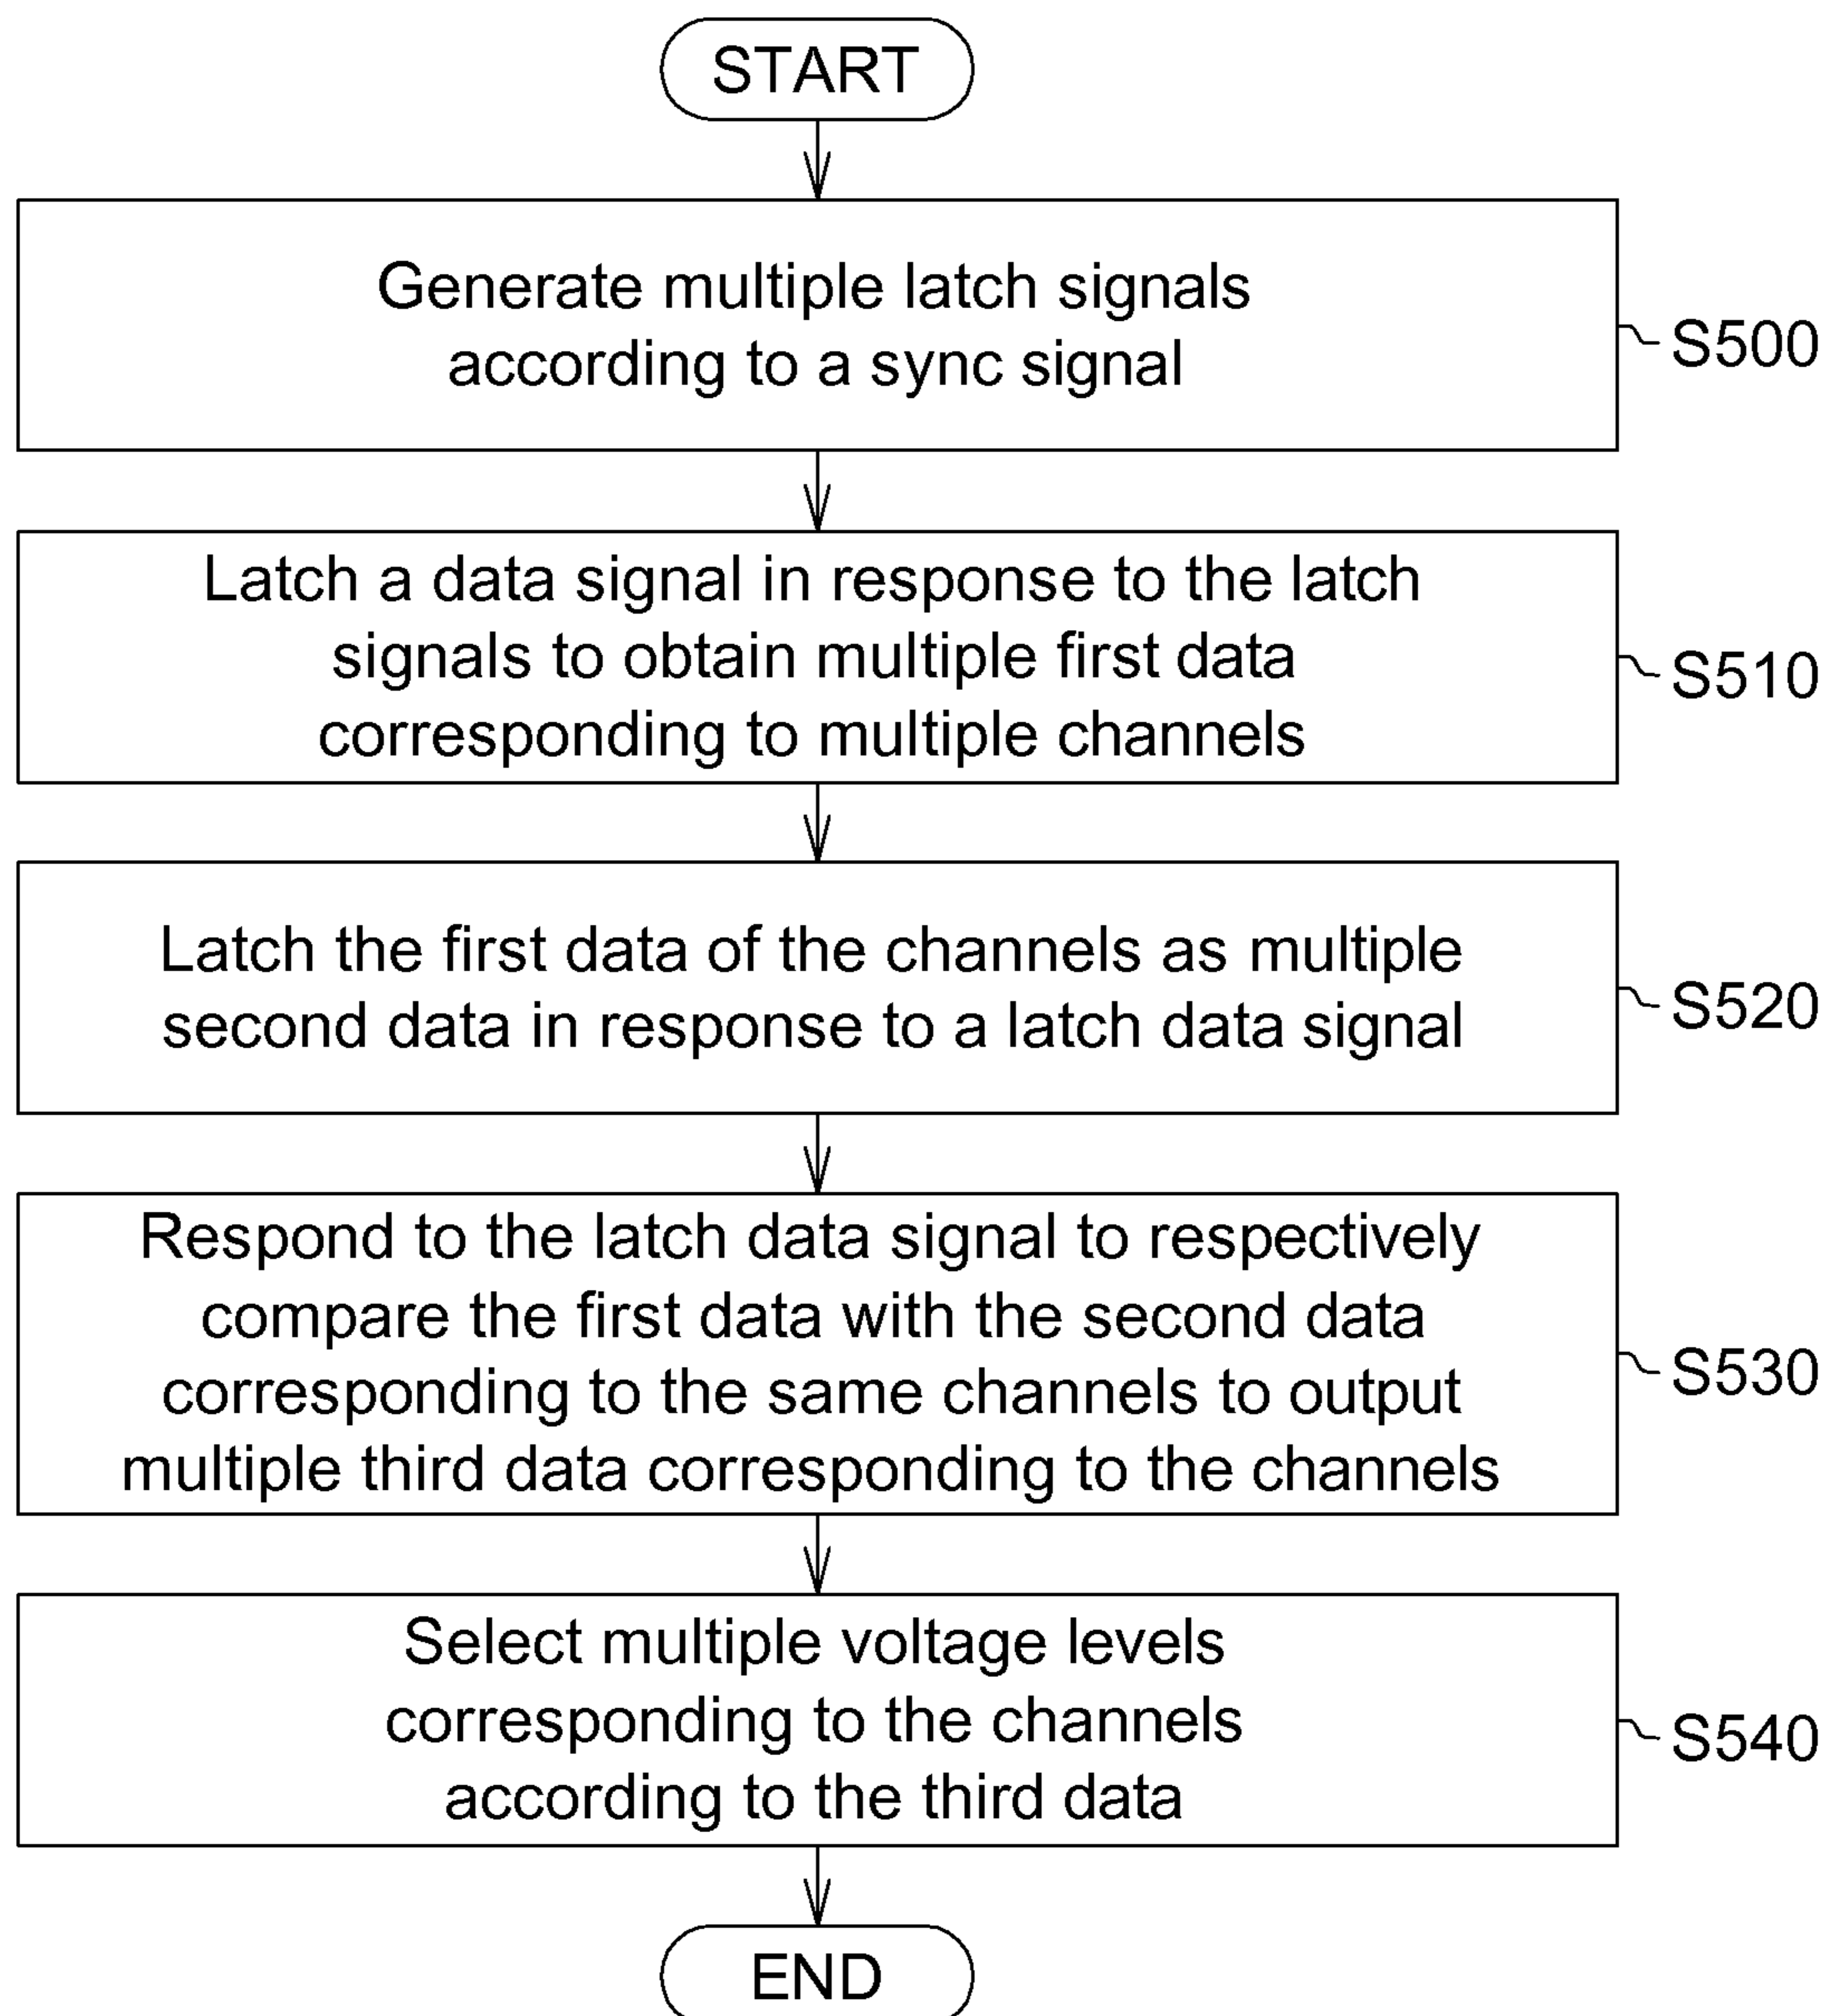 START
Generate multiple latch signals
according to a sync signal
S500
Latch a data signal in response to the latch
signals to obtain multiple first data
corresponding to multiple channels
S510
Latch the first data of the channels as multiple
second data in response to a latch data signal
S520
Respond to the latch data signal to respectively
compare the first data with the second data
corresponding to the same channels to output
multiple third data corresponding to the channels
S530
Select multiple voltage levels
corresponding to the channels
according to the third data
S540
END